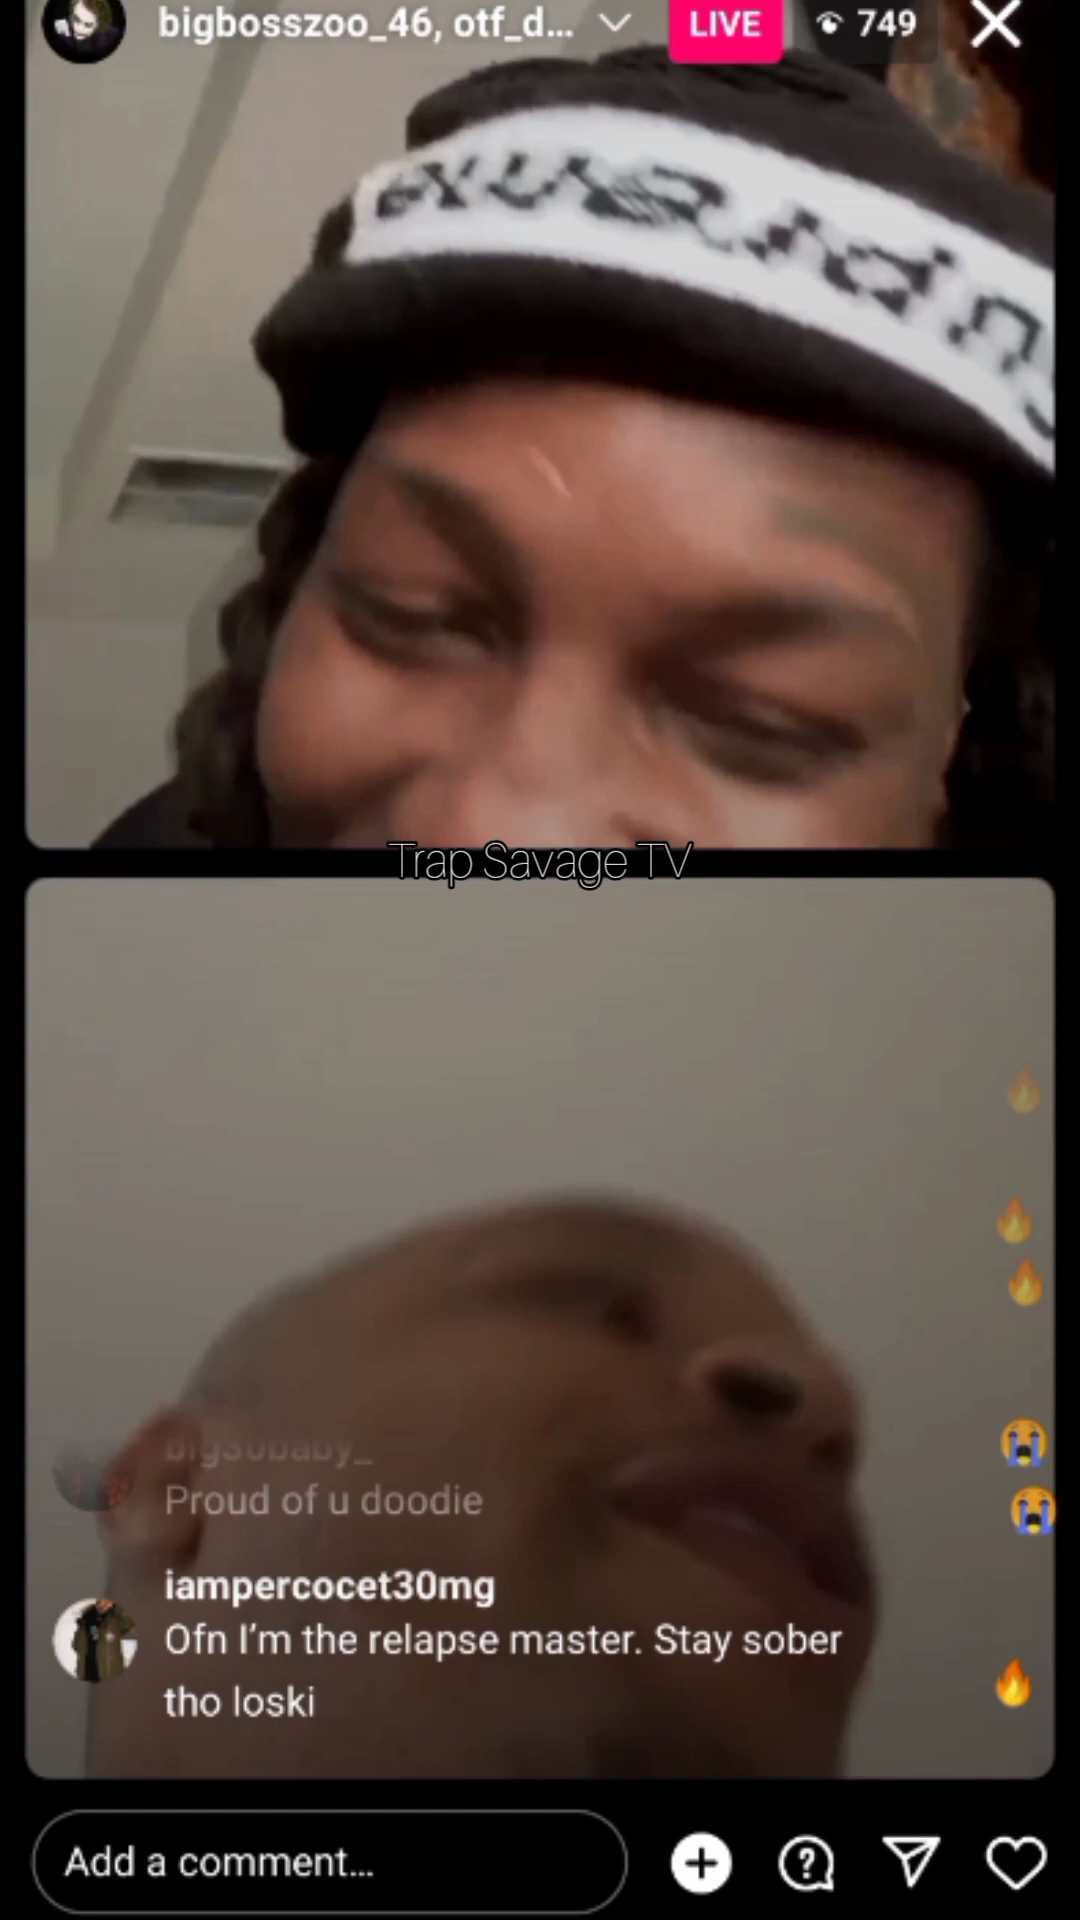 bigbosszoo_46, otf_d...
LIVE
749
Trap Savage TV
big30baby_
Proud of u doodie
iampercocet30mg
Ofn I'm the relapse master. Stay sober
tho loski
Add a comment...